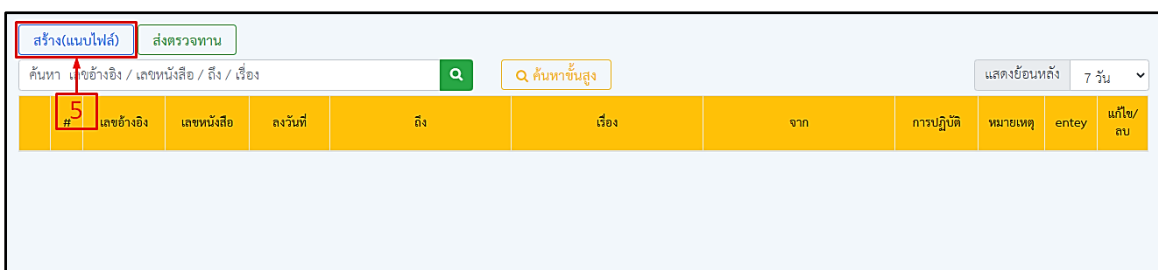 สร้าง(แนบไฟล์) ส่งตรวจทาน
ค้นหา เลขอ้างอิง / เลขหนังสือ / ถึง / เรื่อง ค้นหาขั้นสูง แสดงย้อนหลัง 7 วัน
5
# เลขอ้างอิง เลขหนังสือ ลงวันที่ ถึง เรื่อง จาก การปฏิบัติ หมายเหตุ entey แก้ไข/
ลบ